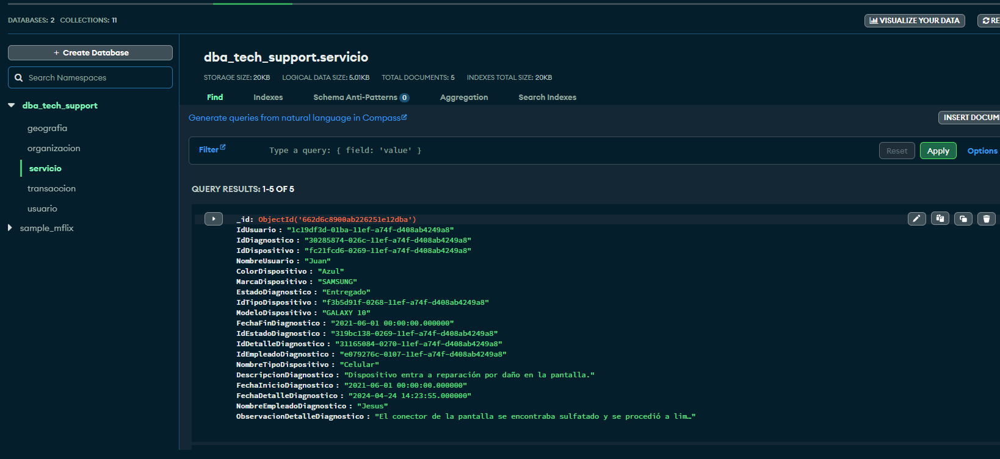 DATABASES: 2 COLLECTIONS: 11
VISUALIZE YOUR DATA
RE
+ Create Database
Search Namespaces
dba_tech_support
geografia
organizacion
servicio
transaccion
usuario
sample_mflix
dba_tech_support.servicio
STORAGE SIZE: 20KB LOGICAL DATA SIZE: 5.01KB TOTAL DOCUMENTS: 5 INDEXES TOTAL SIZE: 20KB
Find Indexes Schema Anti-Patterns 0 Aggregation Search Indexes
Generate queries from natural language in Compass
INSERT DOCUM
Filter Type a query: { field: 'value' } Reset Apply Options
QUERY RESULTS: 1-5 OF 5
_id: ObjectId('662d6c8900ab226251e12dba')
IdUsuario : "1c19df3d-01ba-11ef-a74f-d408ab4249a8"
IdDiagnostico : "30285874-026c-11ef-a74f-d408ab4249a8"
IdDispositivo : "fc21fcd6-0269-11ef-a74f-d408ab4249a8"
NombreUsuario : "Juan"
ColorDispositivo : "Azul"
MarcaDispositivo : "SAMSUNG"
EstadoDiagnostico : "Entregado"
IdTipoDispositivo : "f3b5d91f-0268-11ef-a74f-d408ab4249a8"
ModeloDispositivo : "GALAXY 10"
FechaFinDiagnostico : "2021-06-01 00:00:00.000000"
IdEstadoDiagnostico : "319bc138-0269-11ef-a74f-d408ab4249a8"
IdDetalleDiagnostico : "31165084-0270-11ef-a74f-d408ab4249a8"
IdEmpleadoDiagnostico : "e079276c-0107-11ef-a74f-d408ab4249a8"
NombreTipoDispositivo : "Celular"
DescripcionDiagnostico : "Dispositivo entra a reparación por daño en la pantalla."
FechaInicioDiagnostico : "2021-06-01 00:00:00.000000"
FechaDetalleDiagnostico : "2024-04-24 14:23:55.000000"
NombreEmpleadoDiagnostico : "Jesus"
ObservacionDetalleDiagnostico : "El conector de la pantalla se encontraba sulfatado y se procedió a lim…"